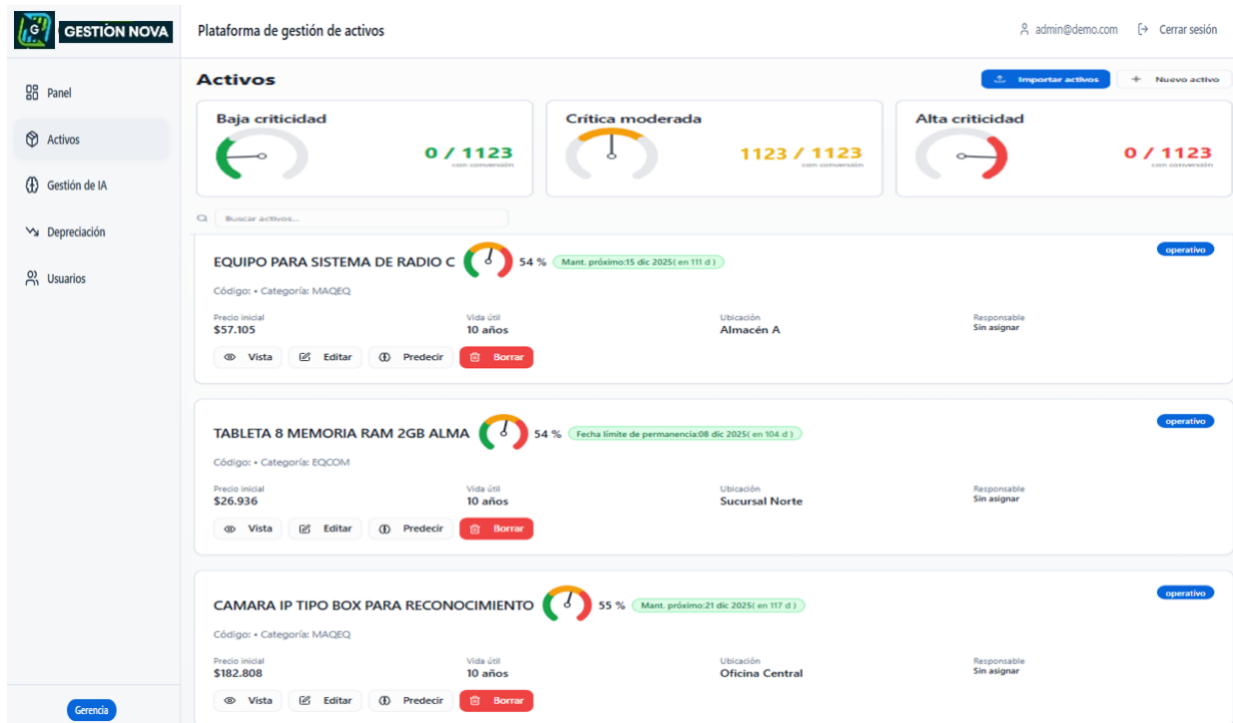 GESTIÓN NOVA
Plataforma de gestión de activos
admin@demo.com
Cerrar sesión
Panel
Activos
Gestión de IA
Depreciación
Usuarios
Gerencia
Activos
Importar activos
Nuevo activo
Baja criticidad
0 / 1123
con conversión
Crítica moderada
1123 / 1123
con conversión
Alta criticidad
0 / 1123
con conversión
Buscar activos...
EQUIPO PARA SISTEMA DE RADIO C 54 % Mant. próximo:15 dic 2025( en 111 d )
operativo
Código: • Categoría: MAQEQ
Precio inicial Vida útil Ubicación Responsable
$57.105 10 años Almacén A Sin asignar
Vista Editar Predecir Borrar
TABLETA 8 MEMORIA RAM 2GB ALMA 54 % Fecha límite de permanencia:08 dic 2025( en 104 d )
operativo
Código: • Categoría: EQCOM
Precio inicial Vida útil Ubicación Responsable
$26.936 10 años Sucursal Norte Sin asignar
Vista Editar Predecir Borrar
CAMARA IP TIPO BOX PARA RECONOCIMIENTO 55 % Mant. próximo:21 dic 2025( en 117 d )
operativo
Código: • Categoría: MAQEQ
Precio inicial Vida útil Ubicación Responsable
$182.808 10 años Oficina Central Sin asignar
Vista Editar Predecir Borrar